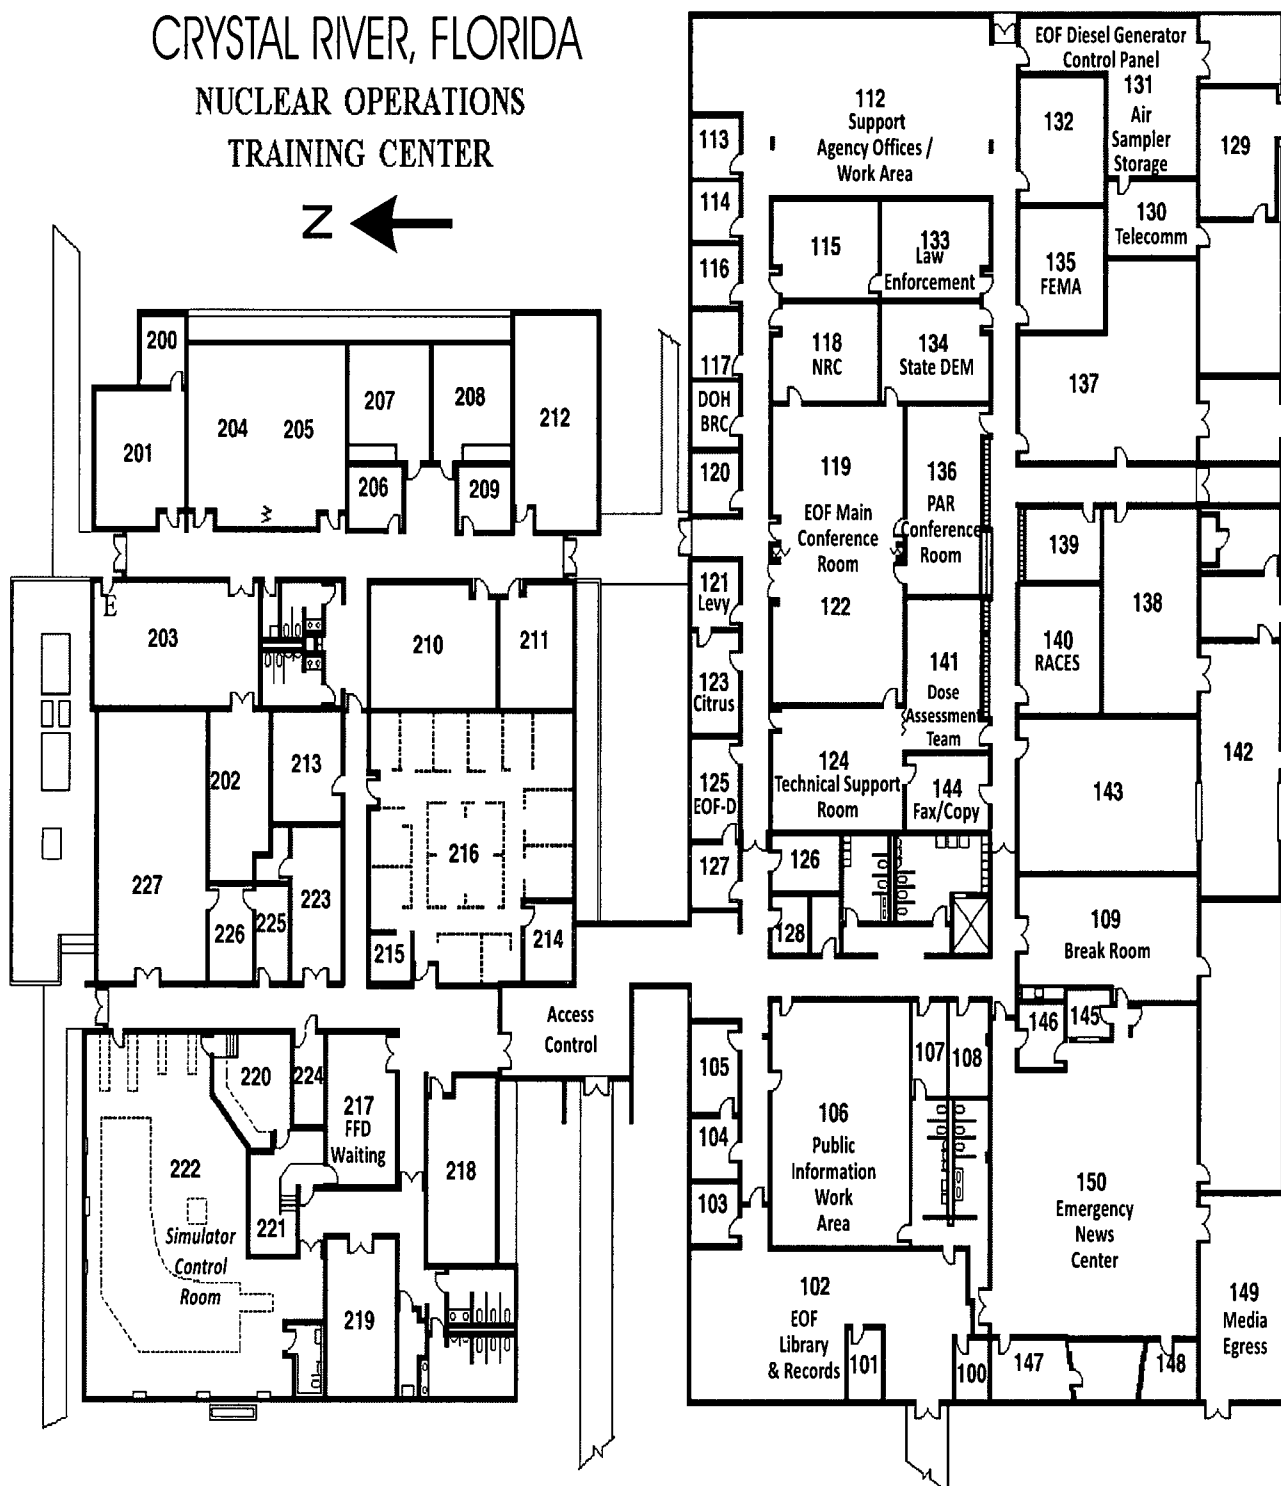 CRYSTAL RIVER, FLORIDA
NUCLEAR OPERATIONS
TRAINING CENTER
N
200
201
204
205
207
208
212
206
209
E
203
210
211
202
213
216
227
223
226
225
215
214
Access
Control
220
224
217
FFD
Waiting
222
218
221
Simulator
Control
Room
219
N
EOF Diesel Generator
Control Panel
131
Air
Sampler
Storage
112
Support
Agency Offices /
Work Area
113
132
129
114
130
Telecomm
115
133
Law
Enforcement
116
135
FEMA
117
118
NRC
134
State DEM
137
DOH
BRC
119
EOF Main
Conference
Room
122
136
PAR
Conference
Room
120
139
121
Levy
138
140
RACES
123
Citrus
141
Dose
Assessment
Team
142
124
Technical Support
Room
125
EOF-D
144
Fax/Copy
143
127
126
128
109
Break Room
146
145
105
107
108
106
Public
Information
Work
Area
104
103
150
Emergency
News
Center
102
EOF
Library
& Records
149
Media
Egress
101
100
147
148
N